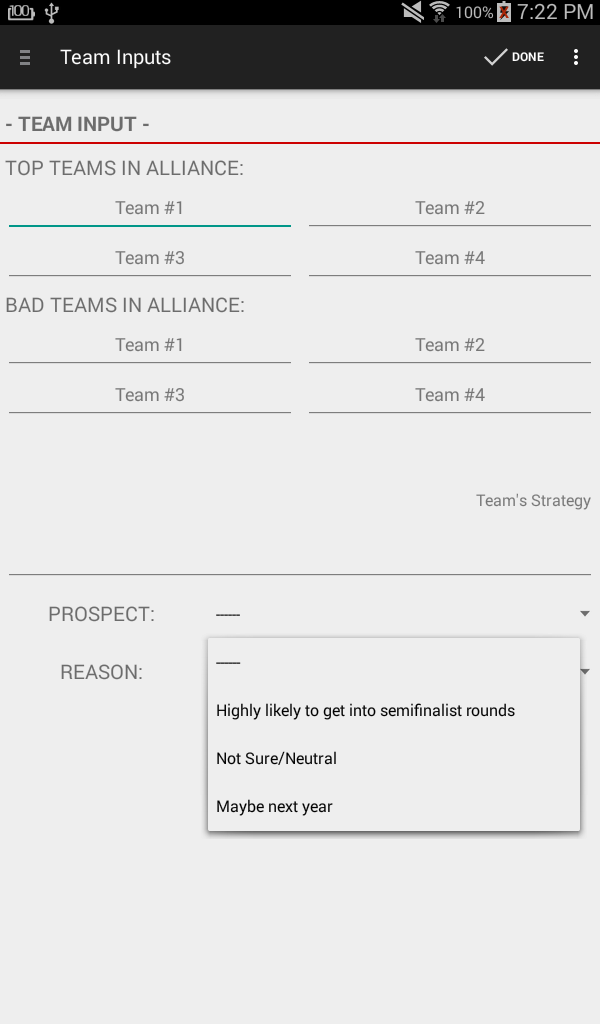 100 100% 7:22 PM
Team Inputs DONE
- TEAM INPUT -
TOP TEAMS IN ALLIANCE:
Team #1 Team #2
Team #3 Team #4
BAD TEAMS IN ALLIANCE:
Team #1 Team #2
Team #3 Team #4
Team's Strategy
PROSPECT: ------
------
REASON:
Highly likely to get into semifinalist rounds
Not Sure/Neutral
Maybe next year